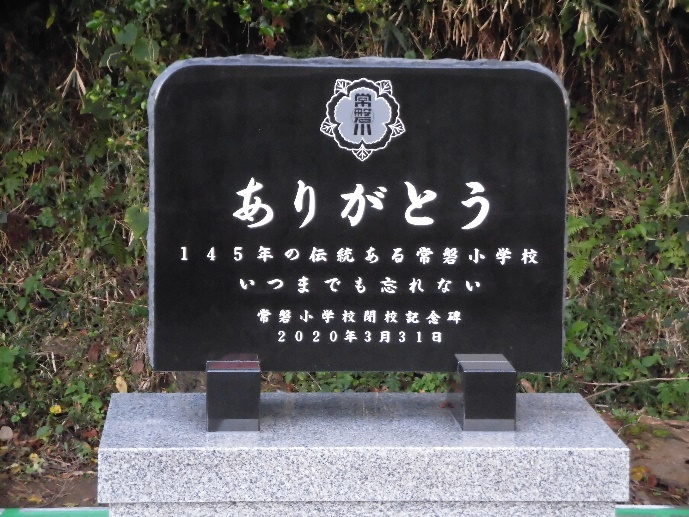 常磐小
ありがとう
145年の伝統ある常磐小学校
いつまでも忘れない
常磐小学校閉校記念碑
2020年3月31日